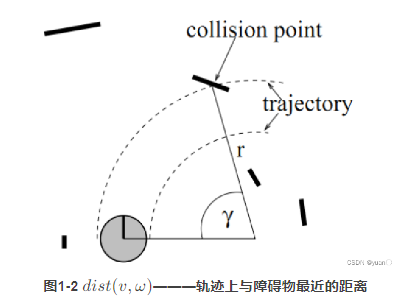 collision point
trajectory
r
γ
CSDN @yuan〇
图1-2 dist(v, ω)———轨迹上与障碍物最近的距离